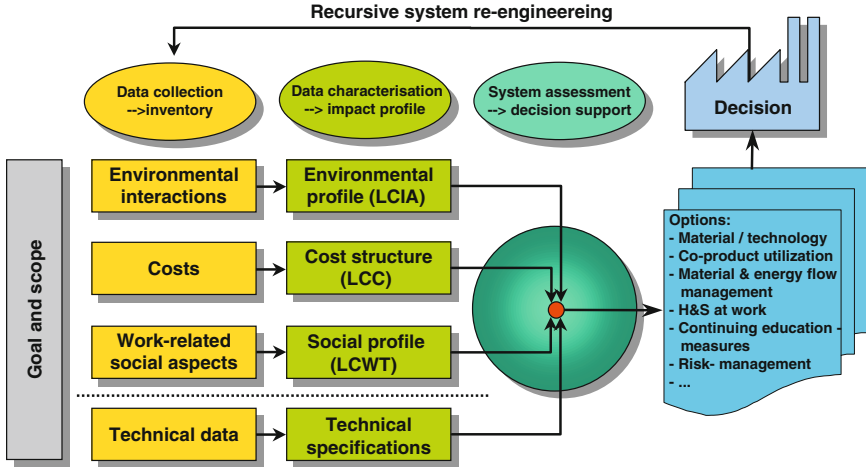 Recursive system re-engineereing
Data collection
-->inventory
Data characterisation
--> impact profile
System assessment
--> decision support
Decision
Goal and scope
Environmental
interactions
Environmental
profile (LCIA)
Costs
Cost structure
(LCC)
Work-related
social aspects
Social profile
(LCWT)
Technical data
Technical
specifications
Options:
- Material / technology
- Co-product utilization
- Material & energy flow
management
- H&S at work
- Continuing education -
measures
- Risk- management
- ...